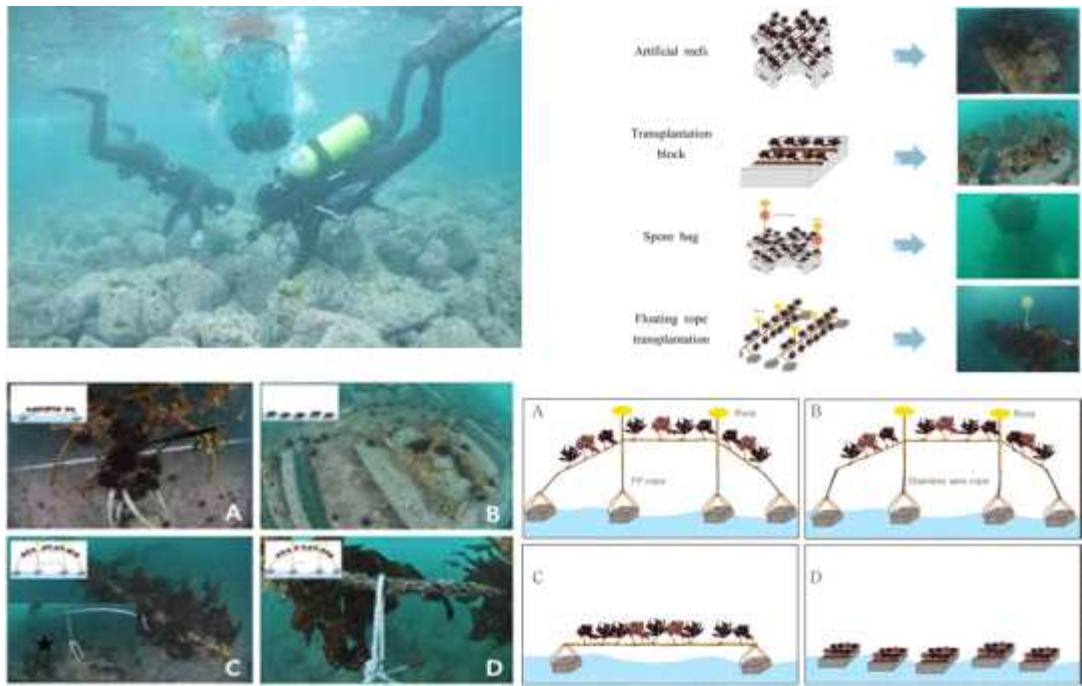 Artificial reefs
Transplantation
block
Spore bag
Floating rope
transplantation
A
B
C
D
A
Buoy
PP rope
B
Buoy
Stainless wire rope
C
D